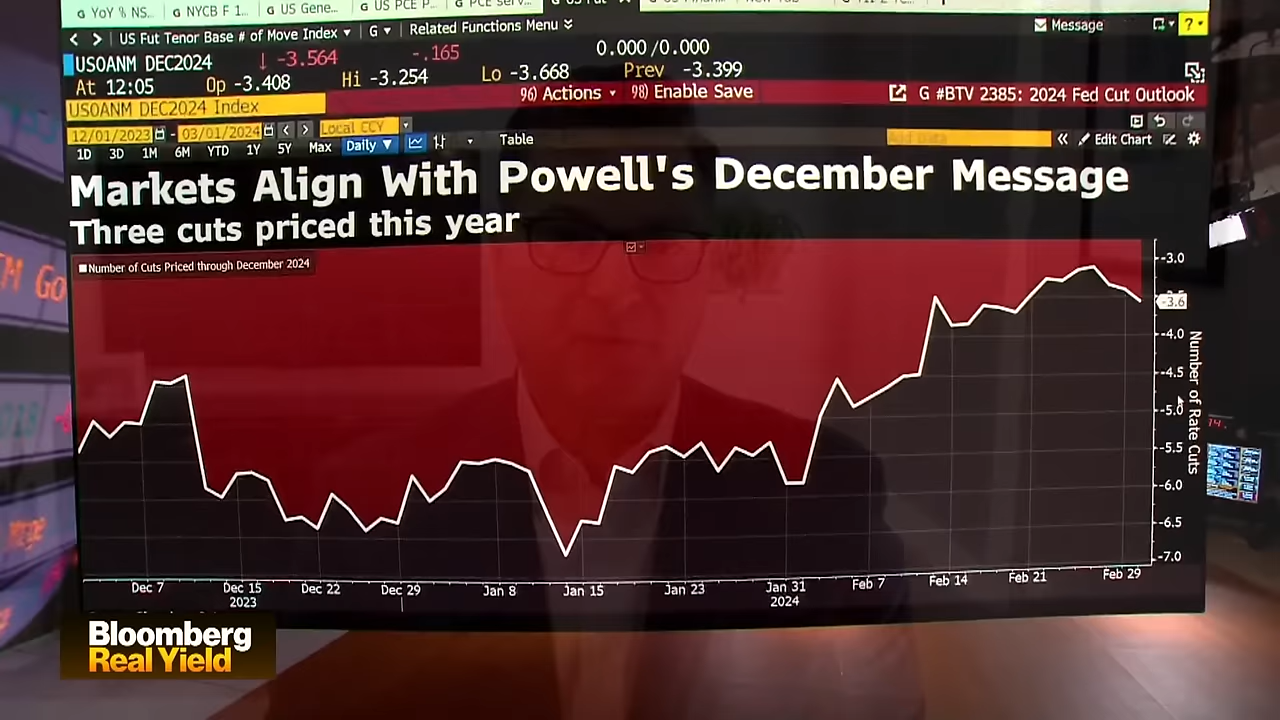 YoY % NS...
NYCB F 1...
US Gene...
US PCE P...
US Fut Tenor Base # of Move Index
G
Related Functions Menu
Message
?
US0ANM DEC2024
-3.564
-.165
0.000 /0.000
At 12:05
Op -3.408
Hi -3.254
Lo -3.668
Prev -3.399
US0ANM DEC2024 Index
96) Actions
98) Enable Save
G #BTV 2385: 2024 Fed Cut Outlook
12/01/2023 - 03/01/2024
Local CCY
1D 3D 1M 6M YTD 1Y 5Y Max Daily
Table
Add Data
Edit Chart
Markets Align With Powell's December Message
Three cuts priced this year
Number of Cuts Priced through December 2024
-3.0
-3.6
-4.0
-4.5
-5.0
-5.5
-6.0
-6.5
-7.0
Number of Rate Cuts
Dec 7
Dec 15
Dec 22
Dec 29
Jan 8
Jan 15
Jan 23
Jan 31
Feb 7
Feb 14
Feb 21
Feb 29
2023
2024
Bloomberg
Real Yield